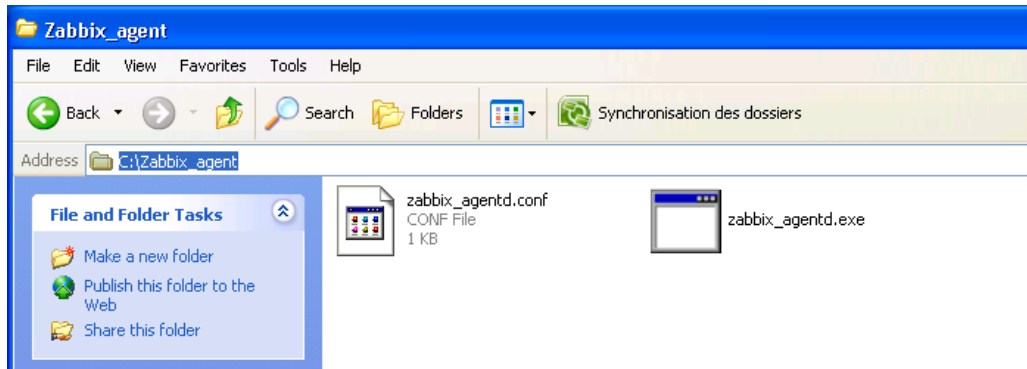 Zabbix_agent
File Edit View Favorites Tools Help
Back Search Folders Synchronisation des dossiers
Address C:\Zabbix_agent
File and Folder Tasks
Make a new folder
Publish this folder to the
Web
Share this folder
zabbix_agentd.conf
CONF File
1 KB
zabbix_agentd.exe